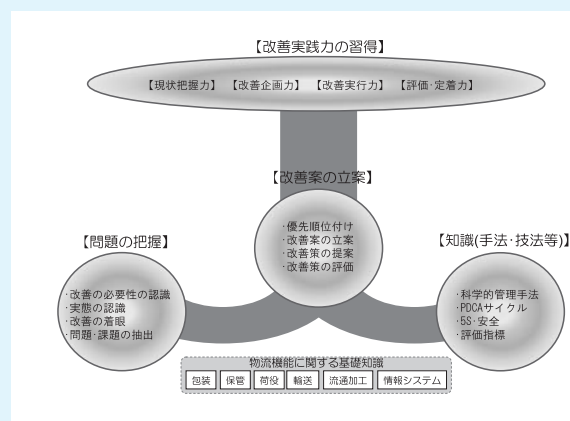 【改善実践力の習得】
【現状把握力】 【改善企画力】 【改善実行力】 【評価・定着力】
【改善案の立案】
・優先順位付け
・改善案の立案
・改善策の提案
・改善策の評価
【問題の把握】
・改善の必要性の認識
・実態の認識
・改善の着眼
・問題・課題の抽出
【知識(手法・技法等)】
・科学的管理手法
・PDCAサイクル
・5S・安全
・評価指標
物流機能に関する基礎知識
包装 保管 荷役 輸送 流通加工 情報システム